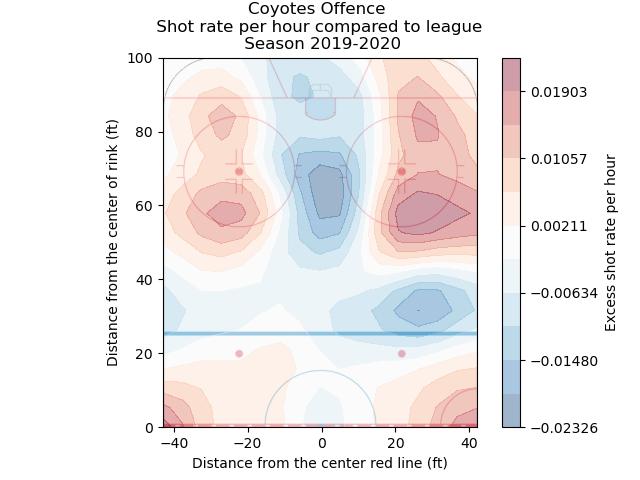 Coyotes Offence
Shot rate per hour compared to league
Season 2019-2020
100
80
60
40
20
0
−40
−20
0
20
40
Distance from the center of rink (ft)
Distance from the center red line (ft)
0.01903
0.01057
0.00211
−0.00634
−0.01480
−0.02326
Excess shot rate per hour